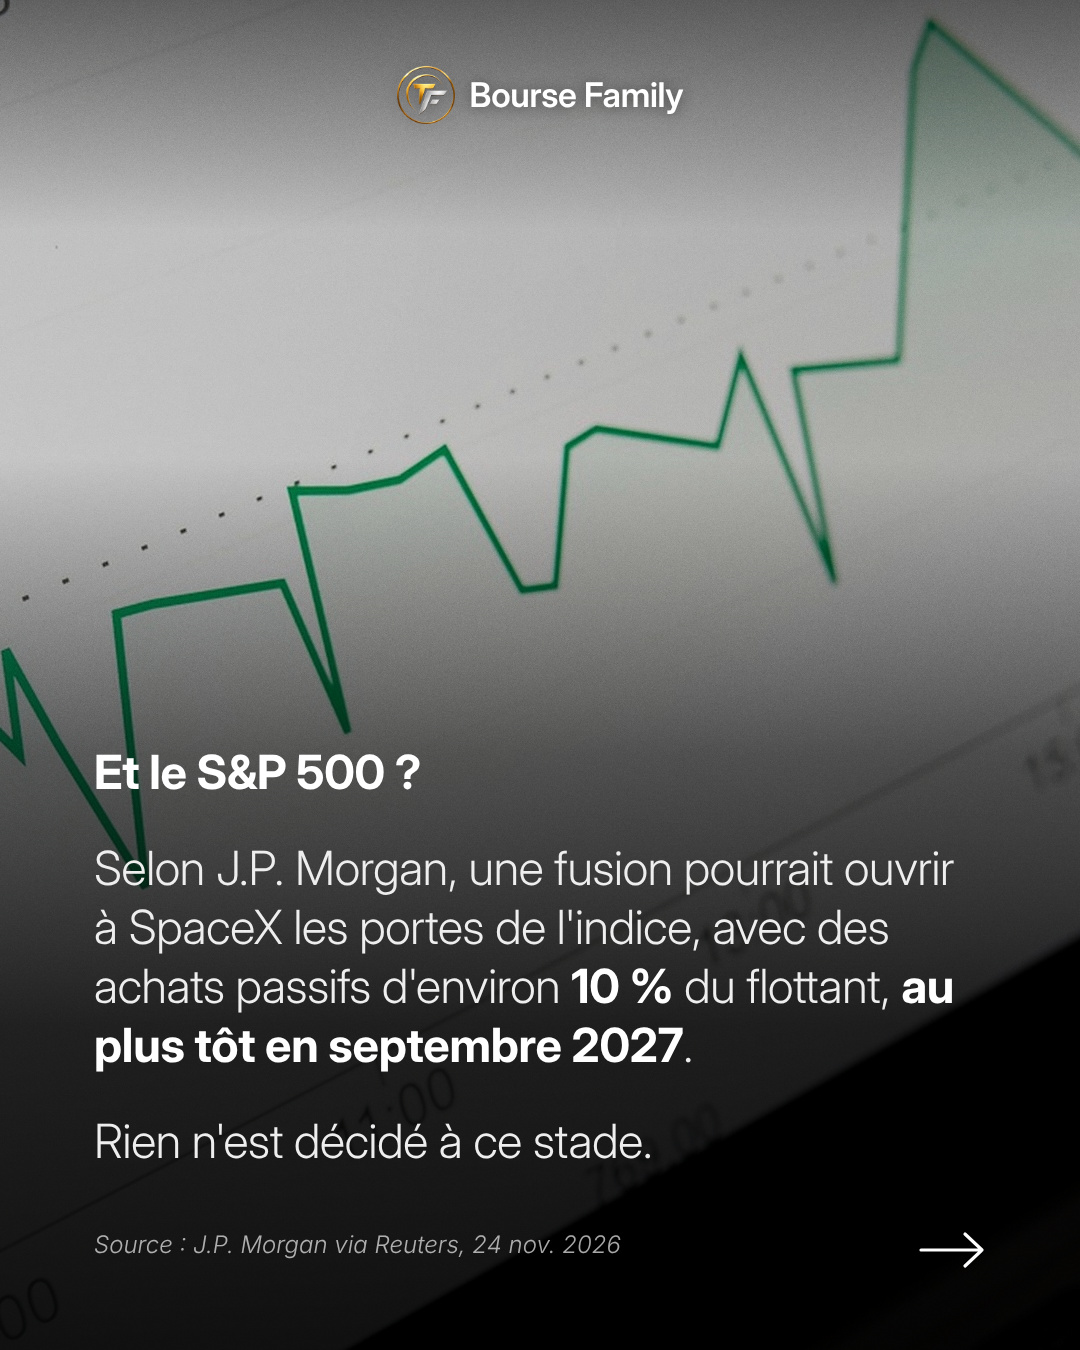 Bourse Family
Et le S&P 500 ?
Selon J.P. Morgan, une fusion pourrait ouvrir
à SpaceX les portes de l'indice, avec des
achats passifs d'environ 10 % du flottant, au
plus tôt en septembre 2027.
11:00
Rien n'est décidé à ce stade.
Source : J.P. Morgan via Reuters, 24 nov. 2026